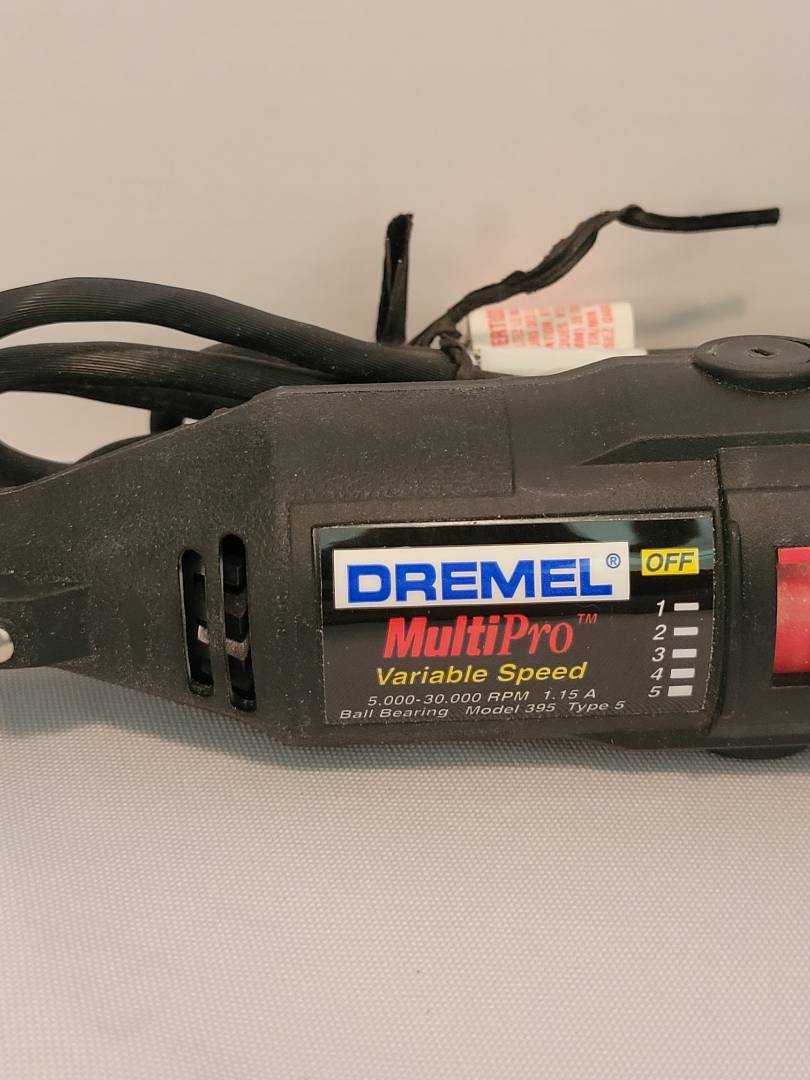 DREMEL®
OFF
MultiPro™
Variable Speed
5,000-30,000 RPM 1.15 A
Ball Bearing Model 395 Type 5
1
2
3
4
5